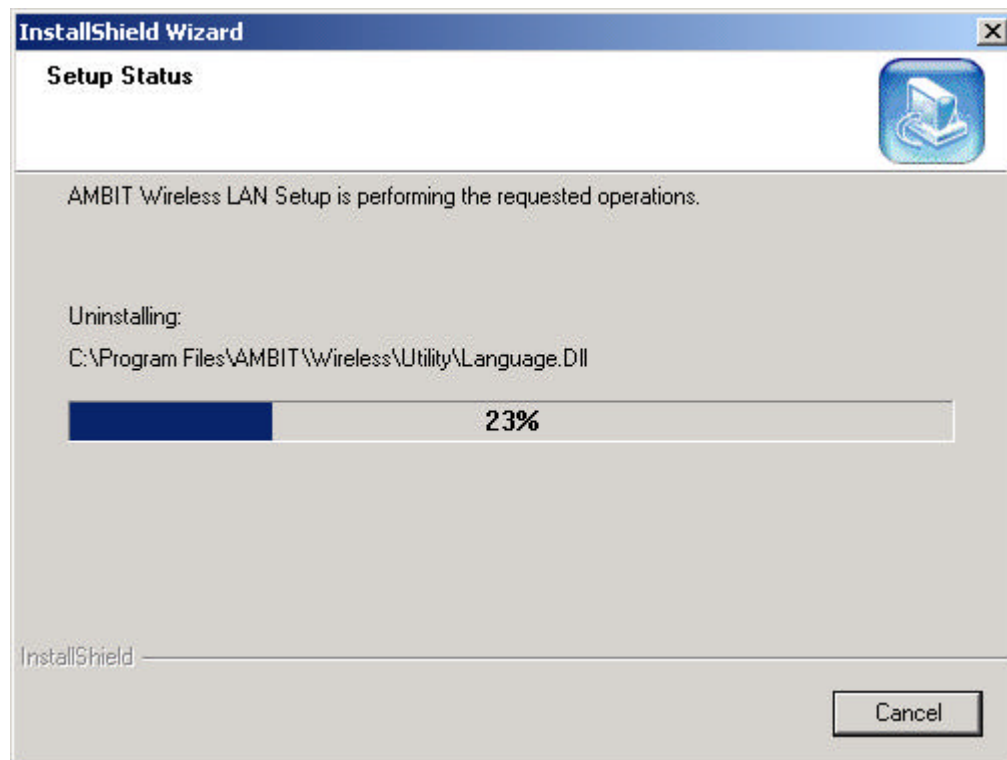 InstallShield Wizard
Setup Status
AMBIT Wireless LAN Setup is performing the requested operations.
Uninstalling:
C:\Program Files\AMBIT\Wireless\Utility\Language.Dll
23%
InstallShield
Cancel